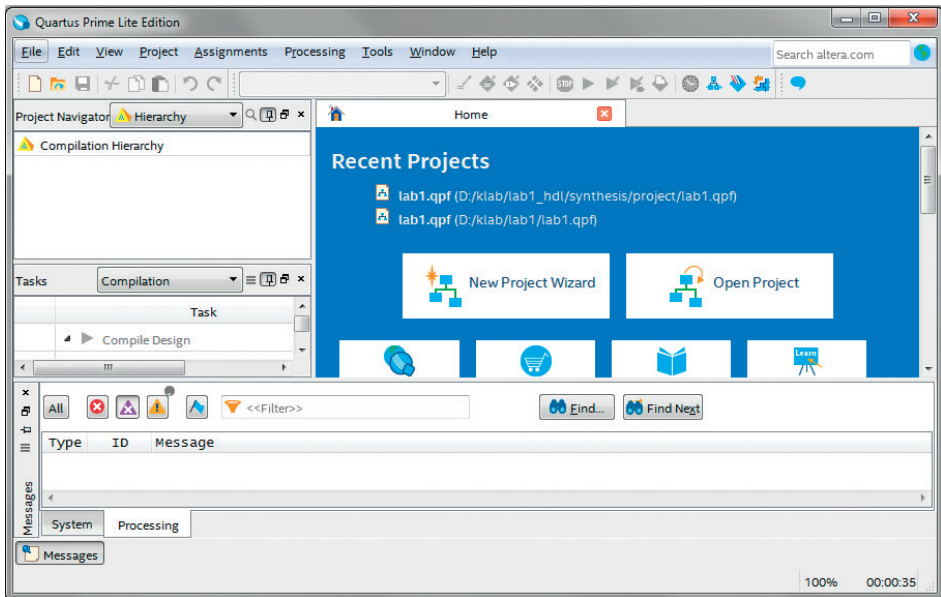 Quartus Prime Lite Edition
File Edit View Project Assignments Processing Tools Window Help
Search altera.com
STOP
Project Navigator Hierarchy
Compilation Hierarchy
Home
Recent Projects
lab1.qpf (D:/klab/lab1_hdl/synthesis/project/lab1.qpf)
lab1.qpf (D:/klab/lab1/lab1.qpf)
New Project Wizard
Open Project
Learn
Tasks Compilation
Task
Compile Design
All <<Filter>> Find... Find Next
Type ID Message
Messages
System Processing
Messages
100% 00:00:35